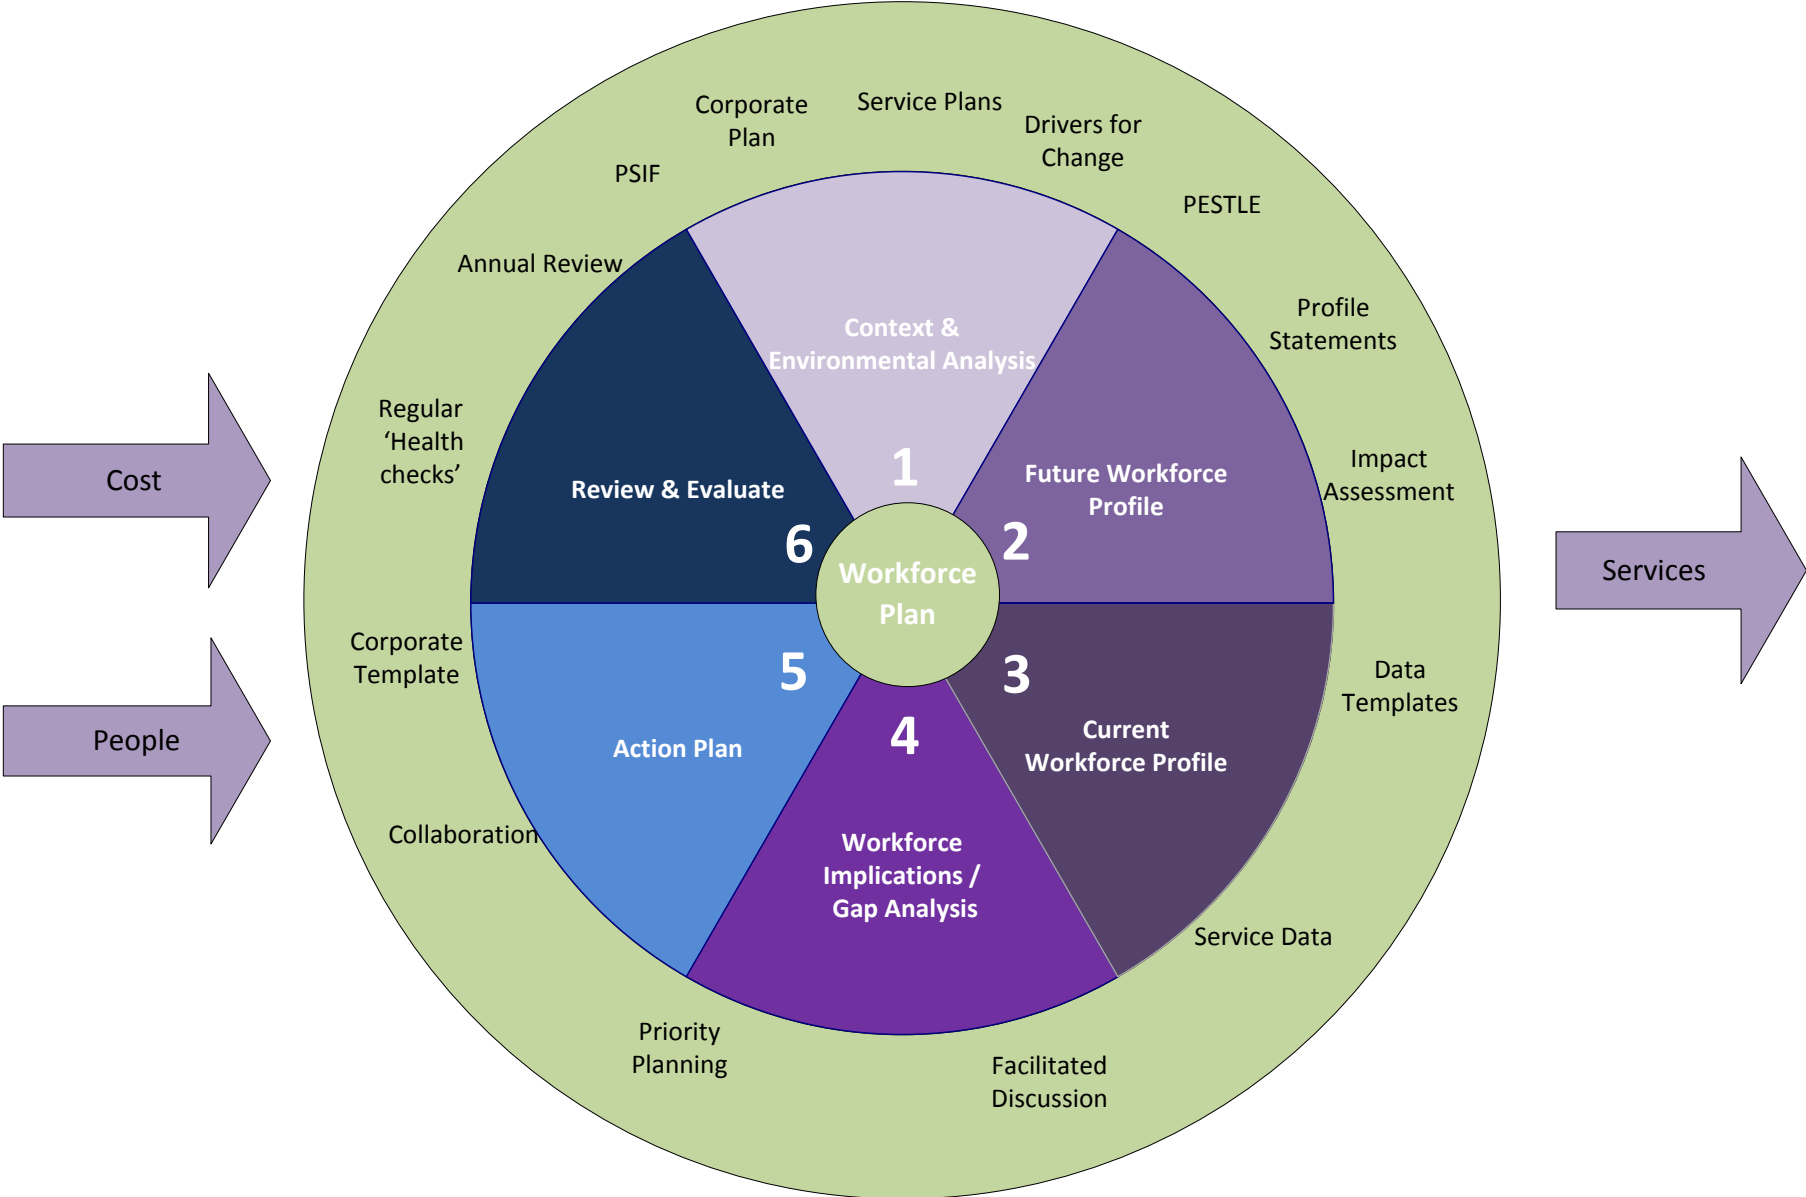 Corporate
Plan
Service Plans
Drivers for
Change
PSIF
PESTLE
Annual Review
Profile
Statements
Context &
Environmental Analysis
Regular
‘Health
checks’
Impact
Assessment
Cost
Review & Evaluate
1
Future Workforce
Profile
6
2
Workforce
Plan
Services
Corporate
Template
5
3
Data
Templates
People
Action Plan
4
Current
Workforce Profile
Collaboration
Workforce
Implications /
Gap Analysis
Service Data
Priority
Planning
Facilitated
Discussion